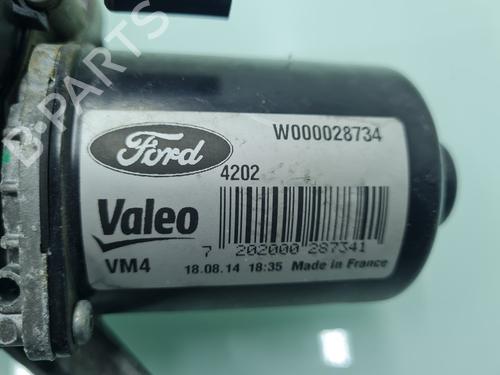 Ford
W000028734
4202
Valeo
7 202000 287341
VM4
18.08.14 18:35 Made in France
B-PARTS